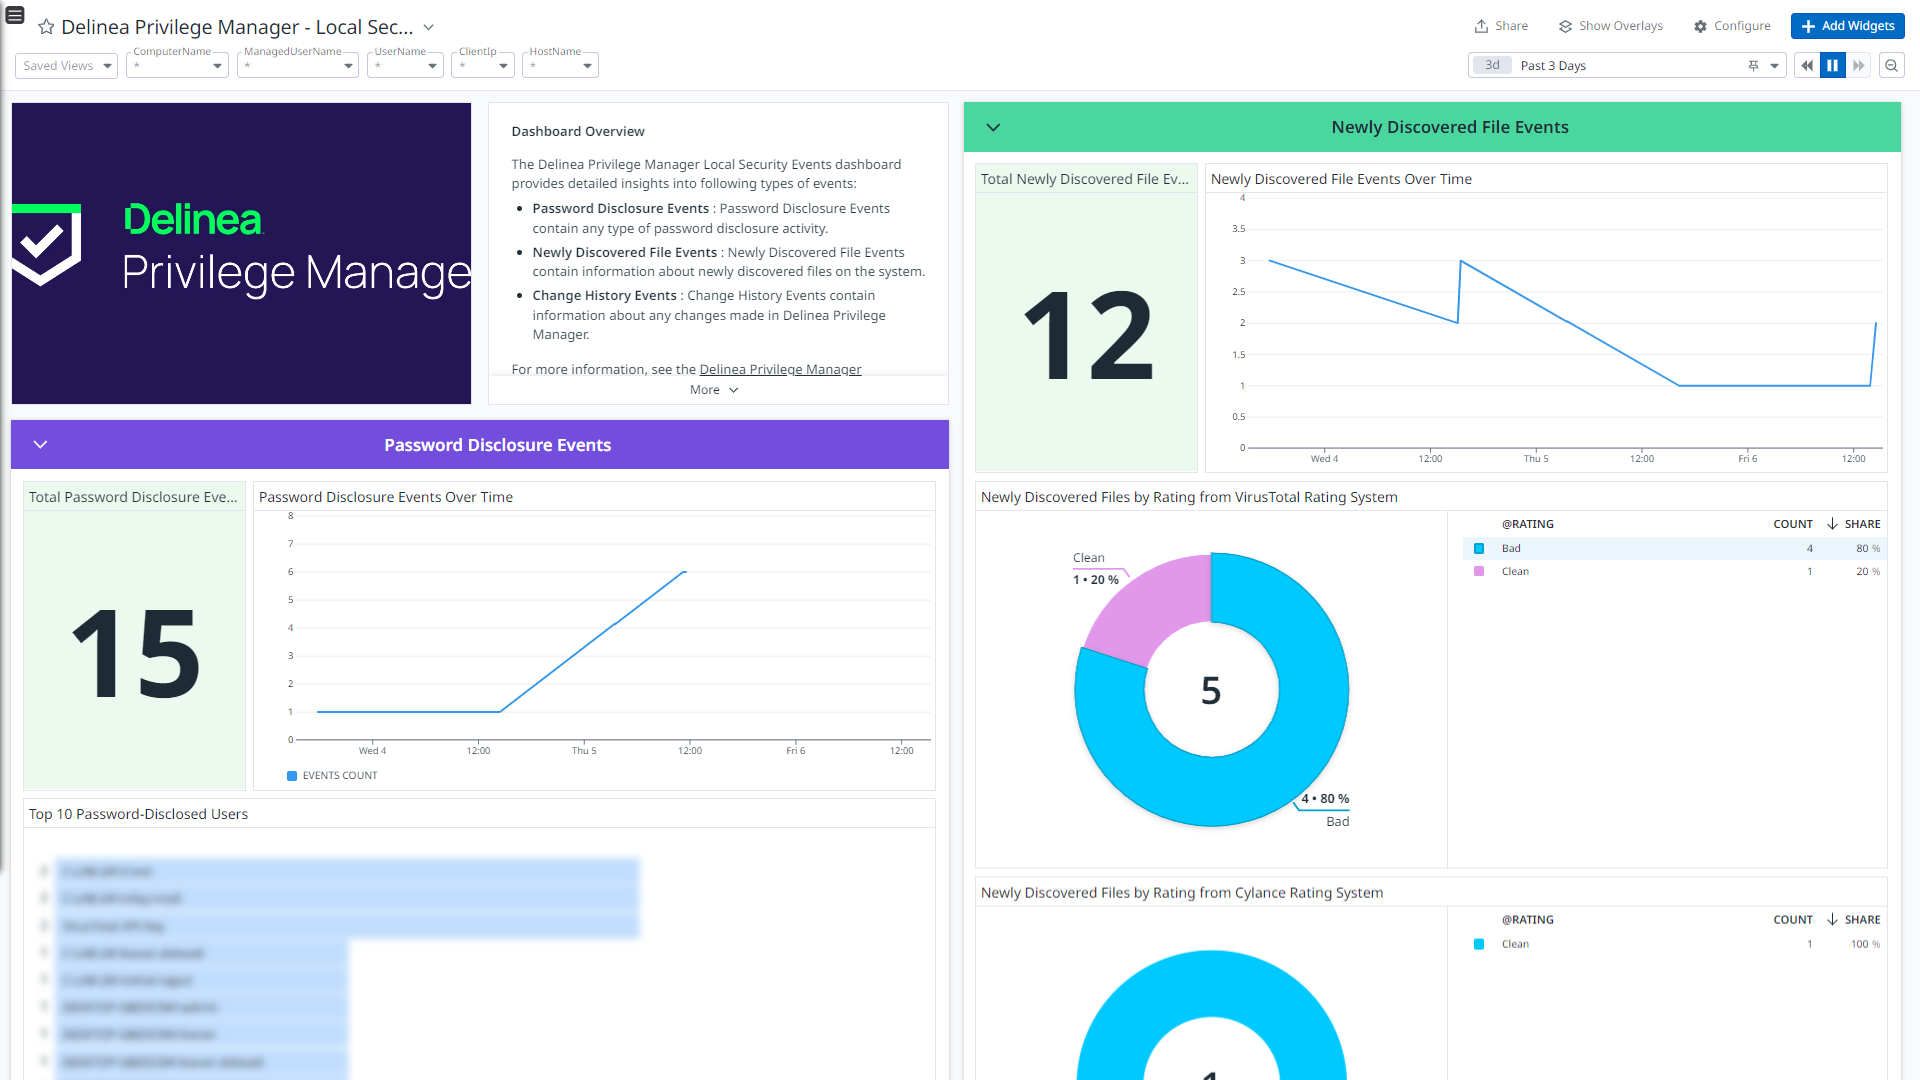 Delinea Privilege Manager - Local Sec...
Share
Show Overlays
Configure
Add Widgets
Saved Views
ComputerName
*
ManagedUserName
*
UserName
*
ClientIp
*
HostName
*
3d
Past 3 Days
Delinea
Privilege Manage
Dashboard Overview
The Delinea Privilege Manager Local Security Events dashboard
provides detailed insights into following types of events:
Password Disclosure Events : Password Disclosure Events
contain any type of password disclosure activity.
Newly Discovered File Events : Newly Discovered File Events
contain information about newly discovered files on the system.
Change History Events : Change History Events contain
information about any changes made in Delinea Privilege
Manager.
For more information, see the Delinea Privilege Manager
More
Password Disclosure Events
Total Password Disclosure Eve...
15
Password Disclosure Events Over Time
8
7
6
5
4
3
2
1
0
Wed 4
12:00
Thu 5
12:00
Fri 6
12:00
EVENTS COUNT
Top 10 Password-Disclosed Users
Newly Discovered File Events
Total Newly Discovered File Ev...
12
Newly Discovered File Events Over Time
4
3.5
3
2.5
2
1.5
1
0.5
0
Wed 4
12:00
Thu 5
12:00
Fri 6
12:00
Newly Discovered Files by Rating from VirusTotal Rating System
Clean
1 • 20 %
5
4 • 80 %
Bad
@RATING COUNT SHARE
Bad 4 80 %
Clean 1 20 %
Newly Discovered Files by Rating from Cylance Rating System
1
@RATING COUNT SHARE
Clean 1 100 %